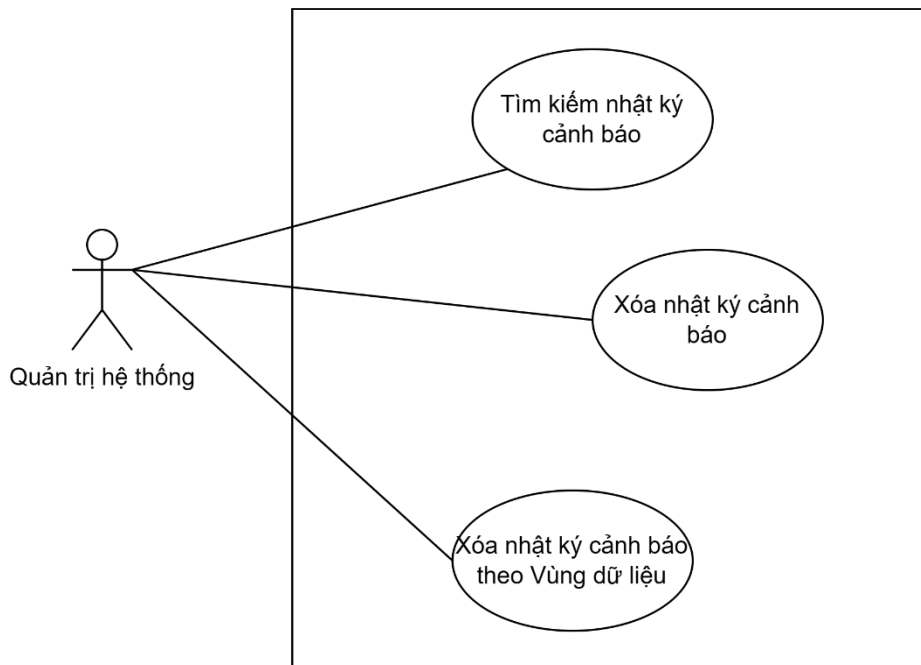 Tìm kiếm nhật ký
cảnh báo
Xóa nhật ký cảnh
báo
Quản trị hệ thống
Xóa nhật ký cảnh báo
theo Vùng dữ liệu